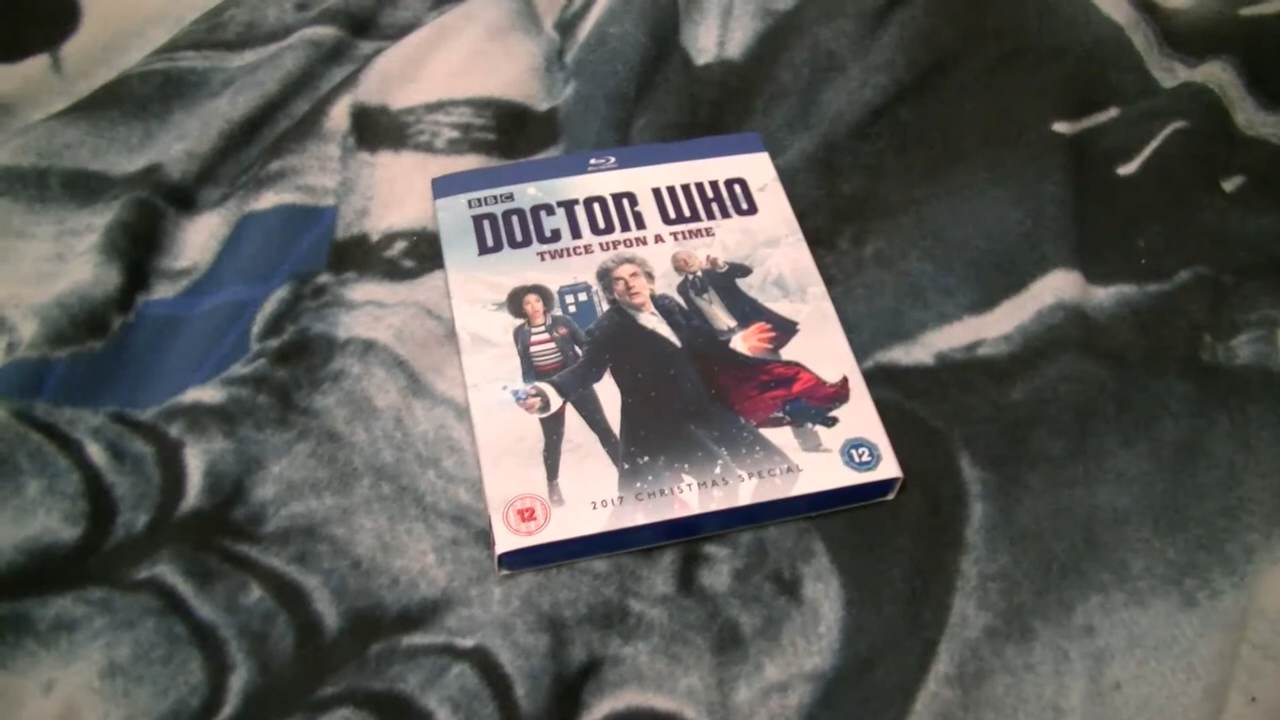 BBC
DOCTOR WHO
TWICE UPON A TIME
2017 CHRISTMAS SPECIAL
12
12